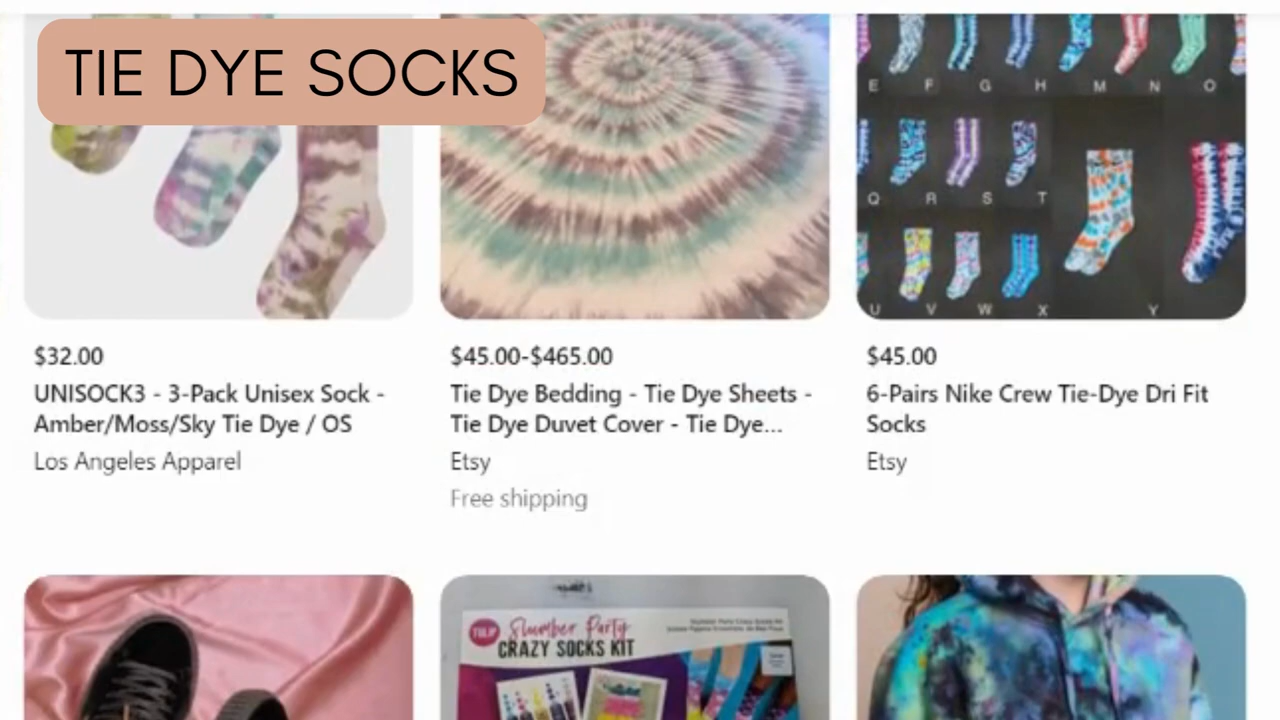 TIE DYE SOCKS
E F G H M N O
Q R S T
U V W X Y
$32.00
UNISOCK3 - 3-Pack Unisex Sock -
Amber/Moss/Sky Tie Dye / OS
Los Angeles Apparel
$45.00-$465.00
Tie Dye Bedding - Tie Dye Sheets -
Tie Dye Duvet Cover - Tie Dye...
Etsy
Free shipping
$45.00
6-Pairs Nike Crew Tie-Dye Dri Fit
Socks
Etsy
TULIP
Slumber Party
CRAZY SOCKS KIT